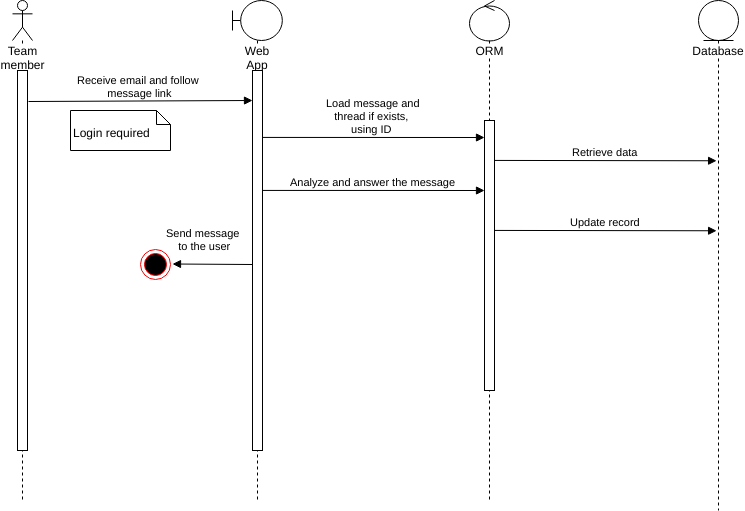 Team
member
Web
App
ORM
Database
Receive email and follow
message link
Login required
Load message and
thread if exists,
using ID
Retrieve data
Analyze and answer the message
Update record
Send message
to the user